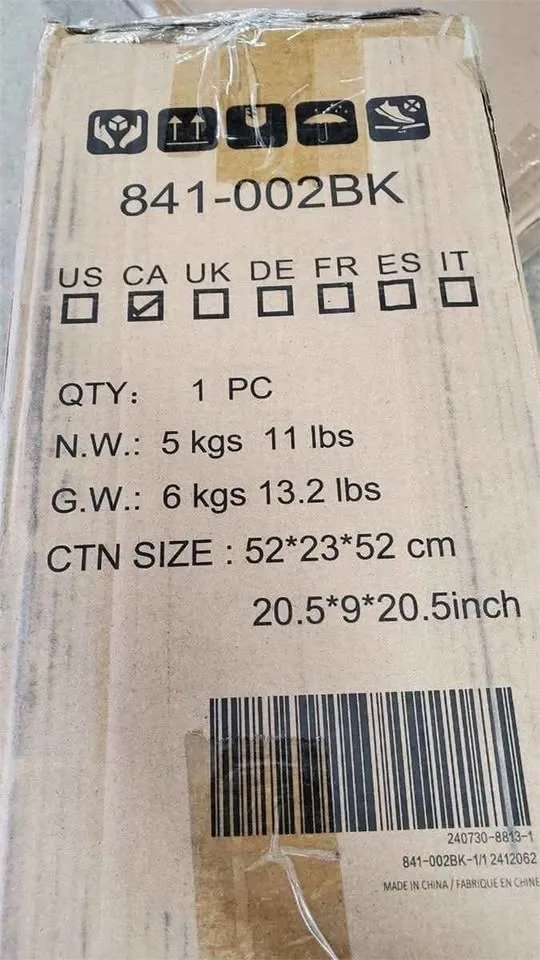 841-002BK
US CA UK DE FR ES IT
QTY: 1 PC
N.W.: 5 kgs 11 lbs
G.W.: 6 kgs 13.2 lbs
CTN SIZE : 52*23*52 cm
20.5*9*20.5inch
240730-8813-1
841-002BK-1/1 2412062
MADE IN CHINA / FABRIQUE EN CHINE